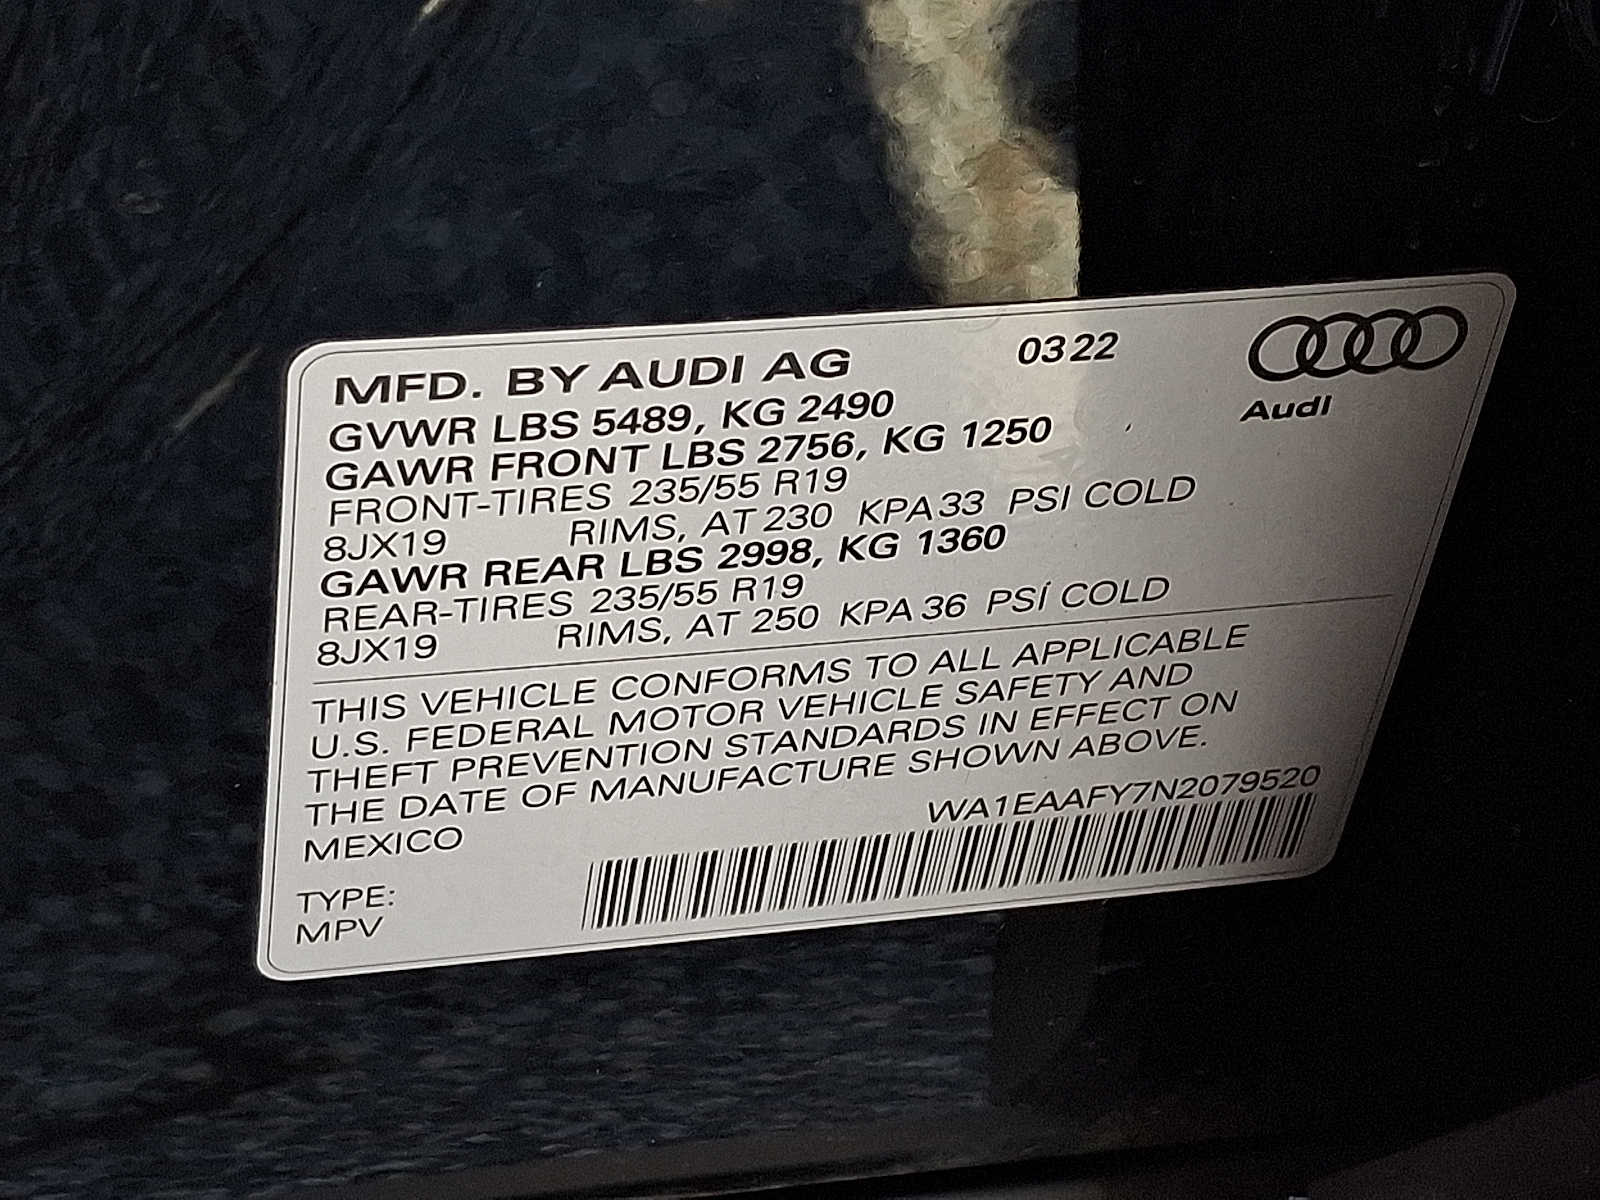 MFD. BY AUDI AG 0322
Audi
GVWR LBS 5489, KG 2490
GAWR FRONT LBS 2756, KG 1250
FRONT-TIRES 235/55 R19
8JX19 RIMS, AT 230 KPA 33 PSI COLD
GAWR REAR LBS 2998, KG 1360
REAR-TIRES 235/55 R19
8JX19 RIMS, AT 250 KPA 36 PSI COLD
THIS VEHICLE CONFORMS TO ALL APPLICABLE
U.S. FEDERAL MOTOR VEHICLE SAFETY AND
THEFT PREVENTION STANDARDS IN EFFECT ON
THE DATE OF MANUFACTURE SHOWN ABOVE.
MEXICO WA1EAAFY7N2079520
TYPE:
MPV